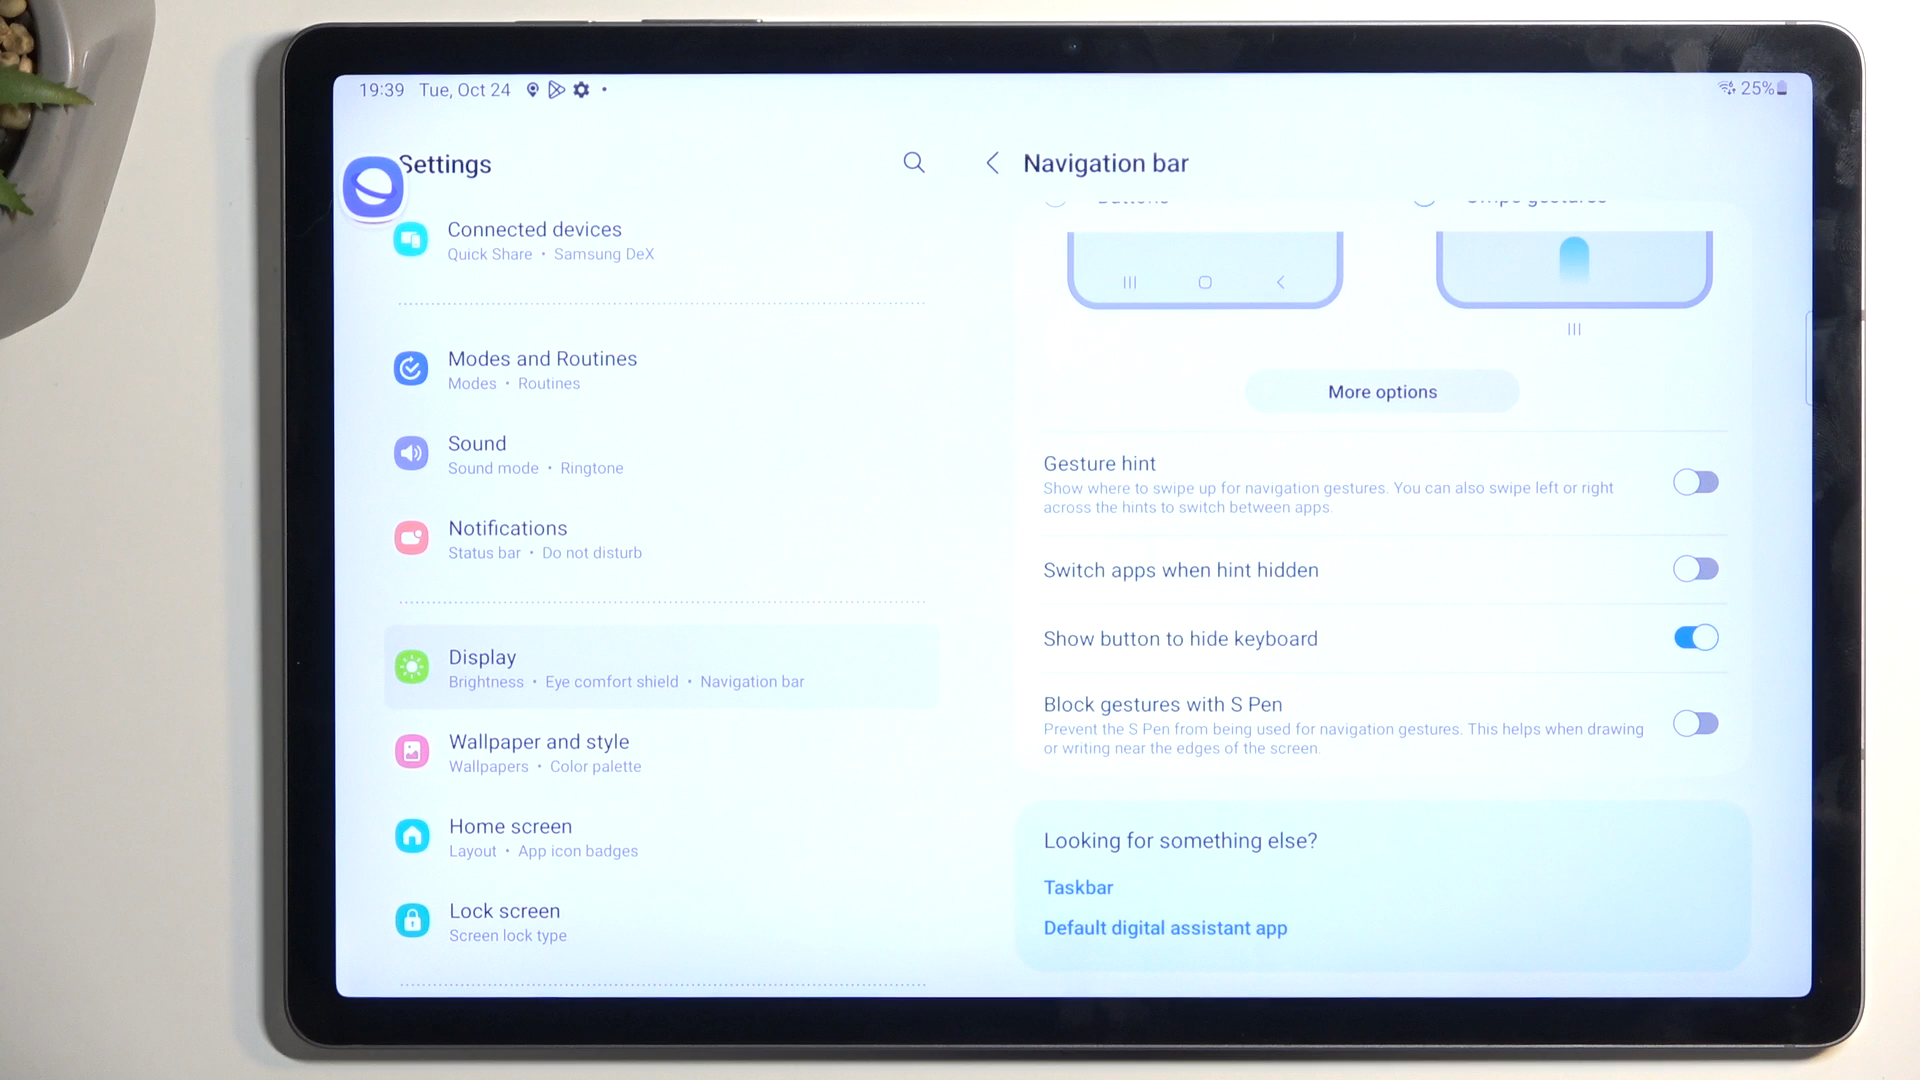 19:39 Tue, Oct 24
25%
Settings
Connected devices
Quick Share • Samsung DeX
Modes and Routines
Modes • Routines
Sound
Sound mode • Ringtone
Notifications
Status bar • Do not disturb
Display
Brightness • Eye comfort shield • Navigation bar
Wallpaper and style
Wallpapers • Color palette
Home screen
Layout • App icon badges
Lock screen
Screen lock type
Navigation bar
Buttons
Swipe gestures
More options
Gesture hint
Show where to swipe up for navigation gestures. You can also swipe left or right
across the hints to switch between apps.
Switch apps when hint hidden
Show button to hide keyboard
Block gestures with S Pen
Prevent the S Pen from being used for navigation gestures. This helps when drawing
or writing near the edges of the screen.
Looking for something else?
Taskbar
Default digital assistant app